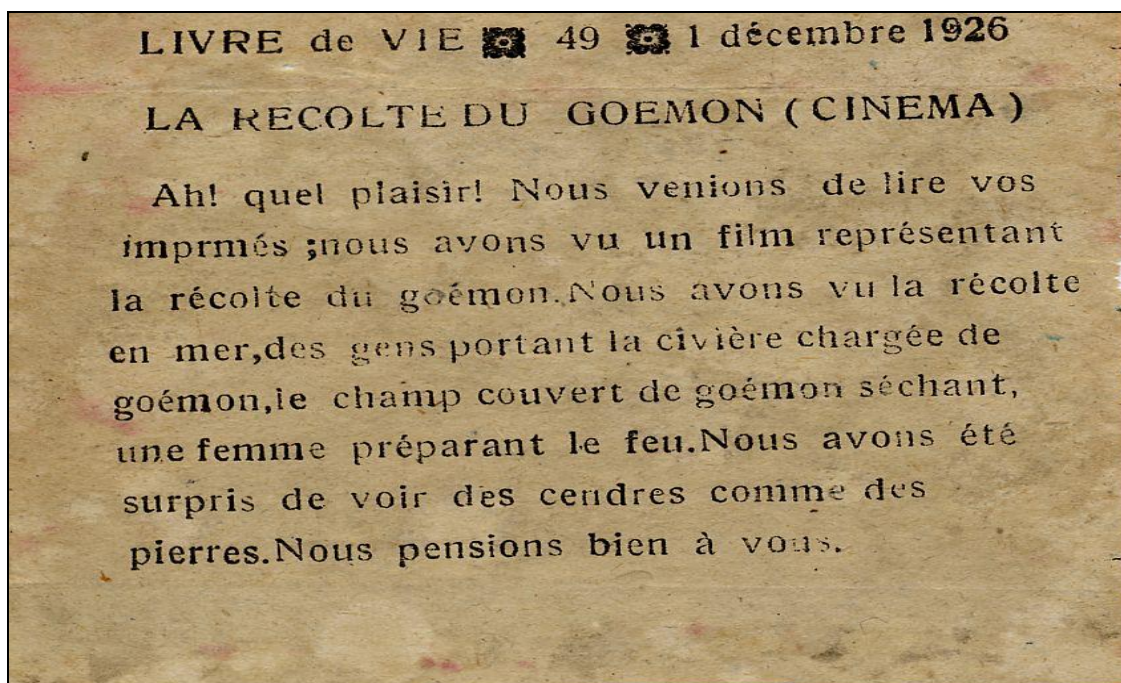 LIVRE de VIE 49 1 décembre 1926
LA RECOLTE DU GOEMON ( CINEMA )
Ah! quel plaisir! Nous venions de lire vos
imprmés ;nous avons vu un film représentant
la récolte du goémon.Nous avons vu la récolte
en mer,des gens portant la civière chargée de
goémon,le champ couvert de goémon séchant,
une femme préparant le feu.Nous avons été
surpris de voir des cendres comme des
pierres.Nous pensions bien à vous.